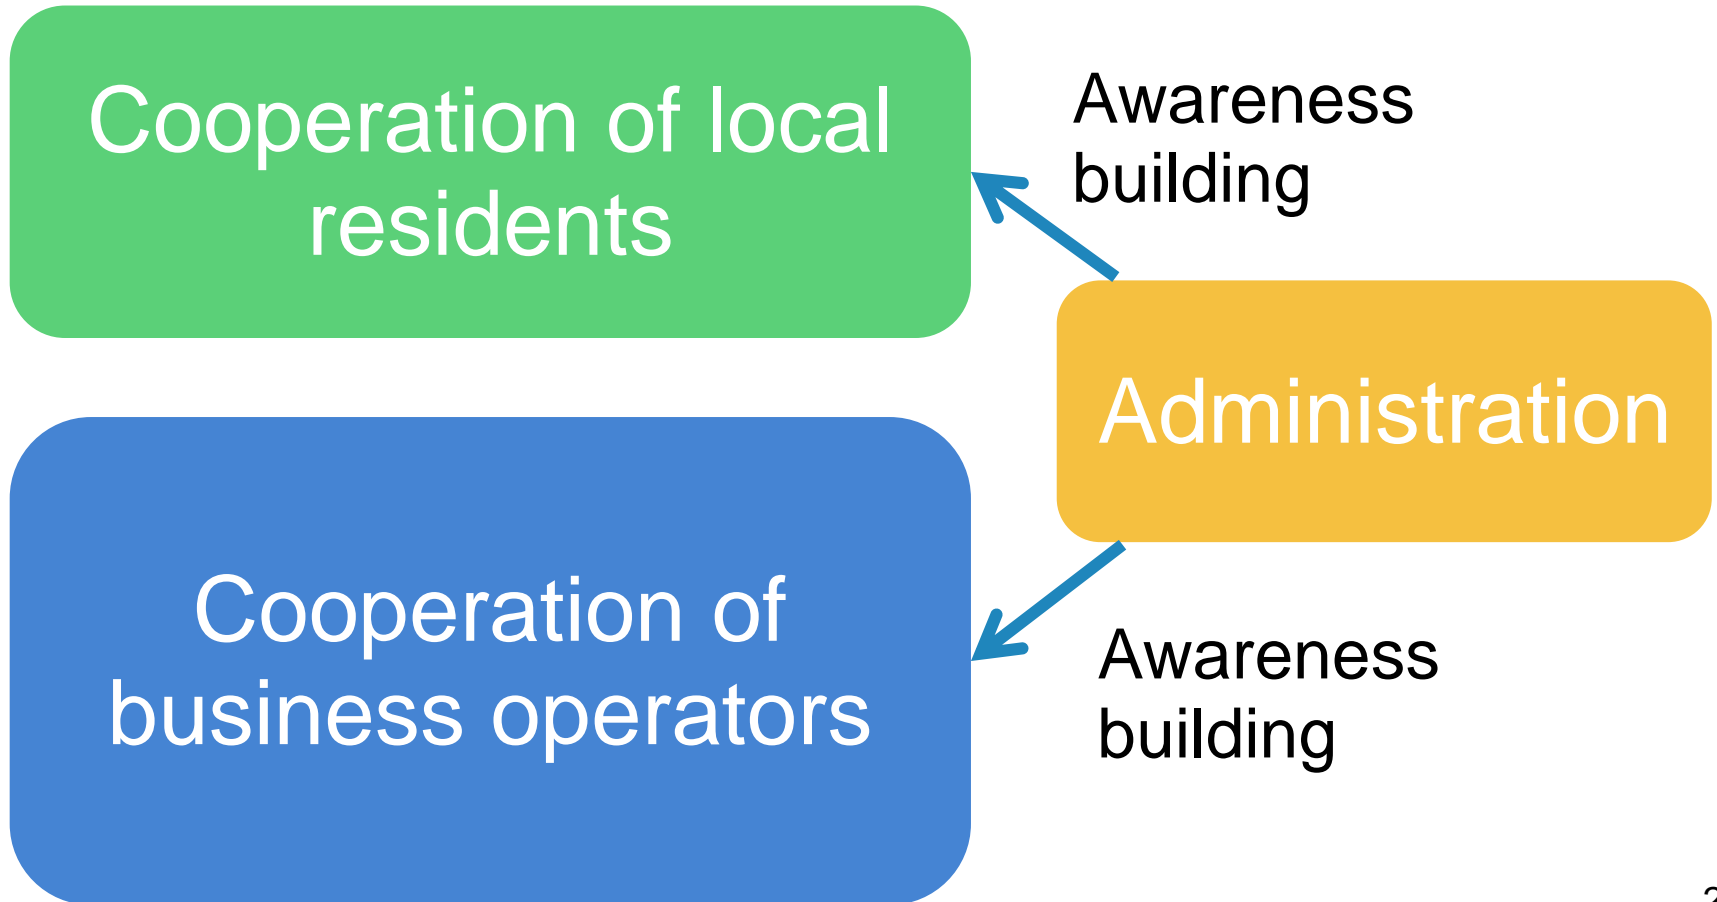 Cooperation of local
residents
Awareness
building
Administration
Cooperation of
business operators
Awareness
building